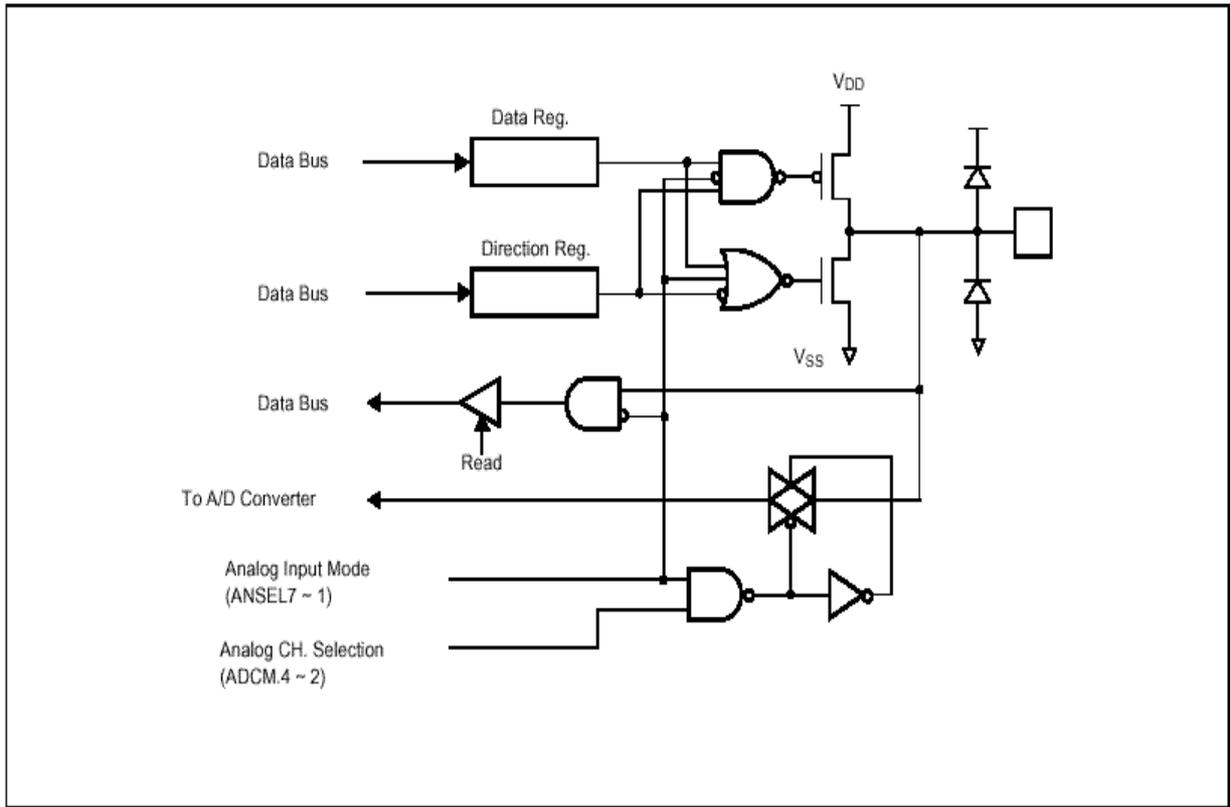 VDD
Data Reg.
Data Bus
Direction Reg.
Data Bus
VSS
Data Bus
Read
To A/D Converter
Analog Input Mode
(ANSEL7 ~ 1)
Analog CH. Selection
(ADCM.4 ~ 2)